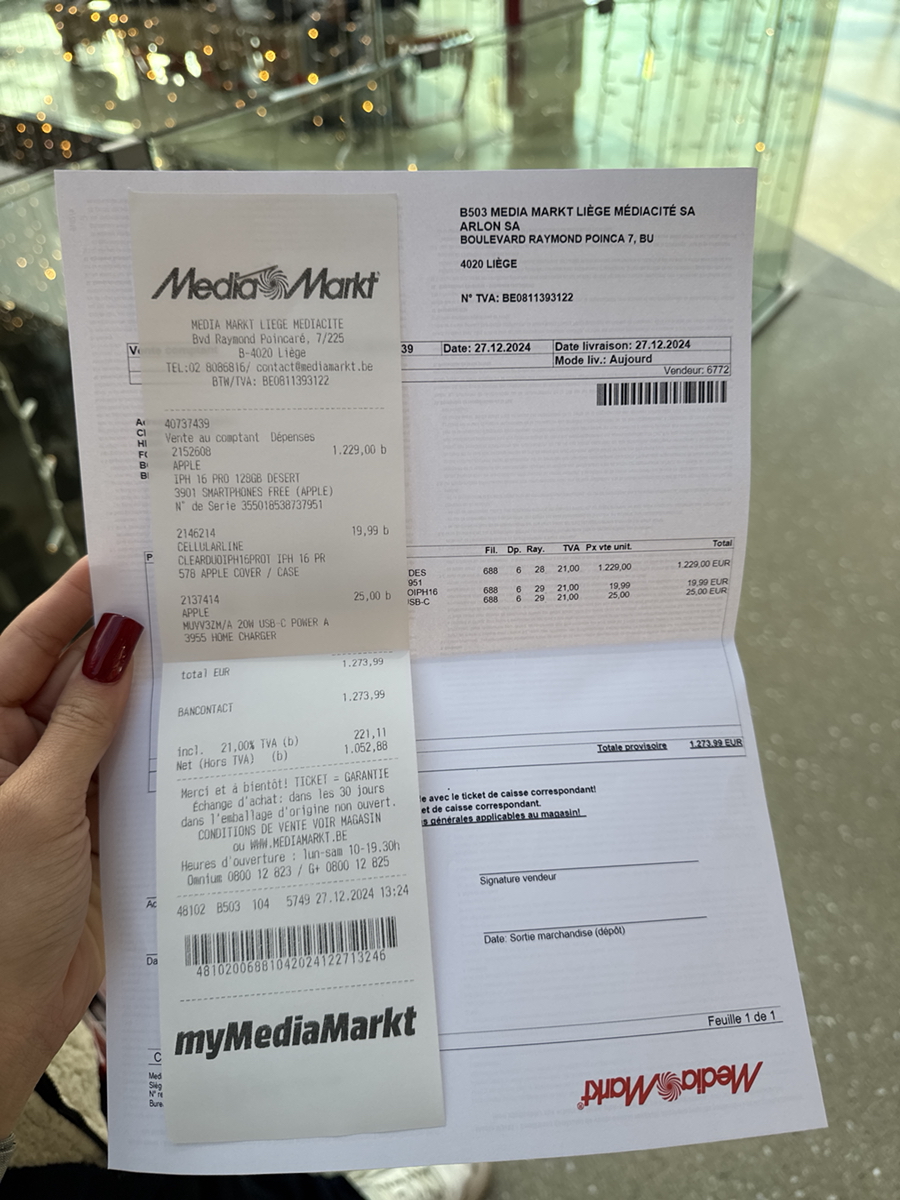 Media Markt
MEDIA MARKT LIEGE MEDIACITE
Bvd Raymond Poincaré, 7/225
B-4020 Liège
TEL:02 8086816/ contact@mediamarkt.be
BTW/TVA: BE0811393122
40737439
Vente au comptant Dépenses
2152608 1.229,00 b
APPLE
IPH 16 PRO 128GB DESERT
3901 SMARTPHONES FREE (APPLE)
N° de Serie 355018538737951
2146214 19,99 b
CELLULARLINE
CLEARDUOIPH16PROT IPH 16 PR
578 APPLE COVER / CASE
2137414 25,00 b
APPLE
MUVV3ZM/A 20W USB-C POWER A
3955 HOME CHARGER
total EUR 1.273,99
BANCONTACT 1.273,99
incl. 21,00% TVA (b) 221,11
Net (Hors TVA) (b) 1.052,88
Merci et à bientôt! TICKET = GARANTIE
Échange d'achat: dans les 30 jours
dans l'emballage d'origine non ouvert.
CONDITIONS DE VENTE VOIR MAGASIN
ou WWW.MEDIAMARKT.BE
Heures d'ouverture : lun-sam 10-19.30h
Omnium 0800 12 823 / G+ 0800 12 825
48102 B503 104 5749 27.12.2024 13:24
48102006881042024122713246
myMediaMarkt
B503 MEDIA MARKT LIÈGE MÉDIACITÉ SA
ARLON SA
BOULEVARD RAYMOND POINCA 7, BU
4020 LIÈGE
N° TVA: BE0811393122
39 Date: 27.12.2024 Date livraison: 27.12.2024
Mode liv.: Aujourd
Vendeur: 6772
Fil. Dp. Ray. TVA Px vte unit. Total
DES 688 6 28 21,00 1.229,00 1.229,00 EUR
951
OIPH16 688 6 29 21,00 19,99 19,99 EUR
ISB-C 688 6 29 21,00 25,00 25,00 EUR
Totale provisoire 1.273,99 EUR
e avec le ticket de caisse correspondant!
et de caisse correspondant.
s générales applicables au magasin!
Signature vendeur
Date: Sortie marchandise (dépôt)
Feuille 1 de 1
Media Markt